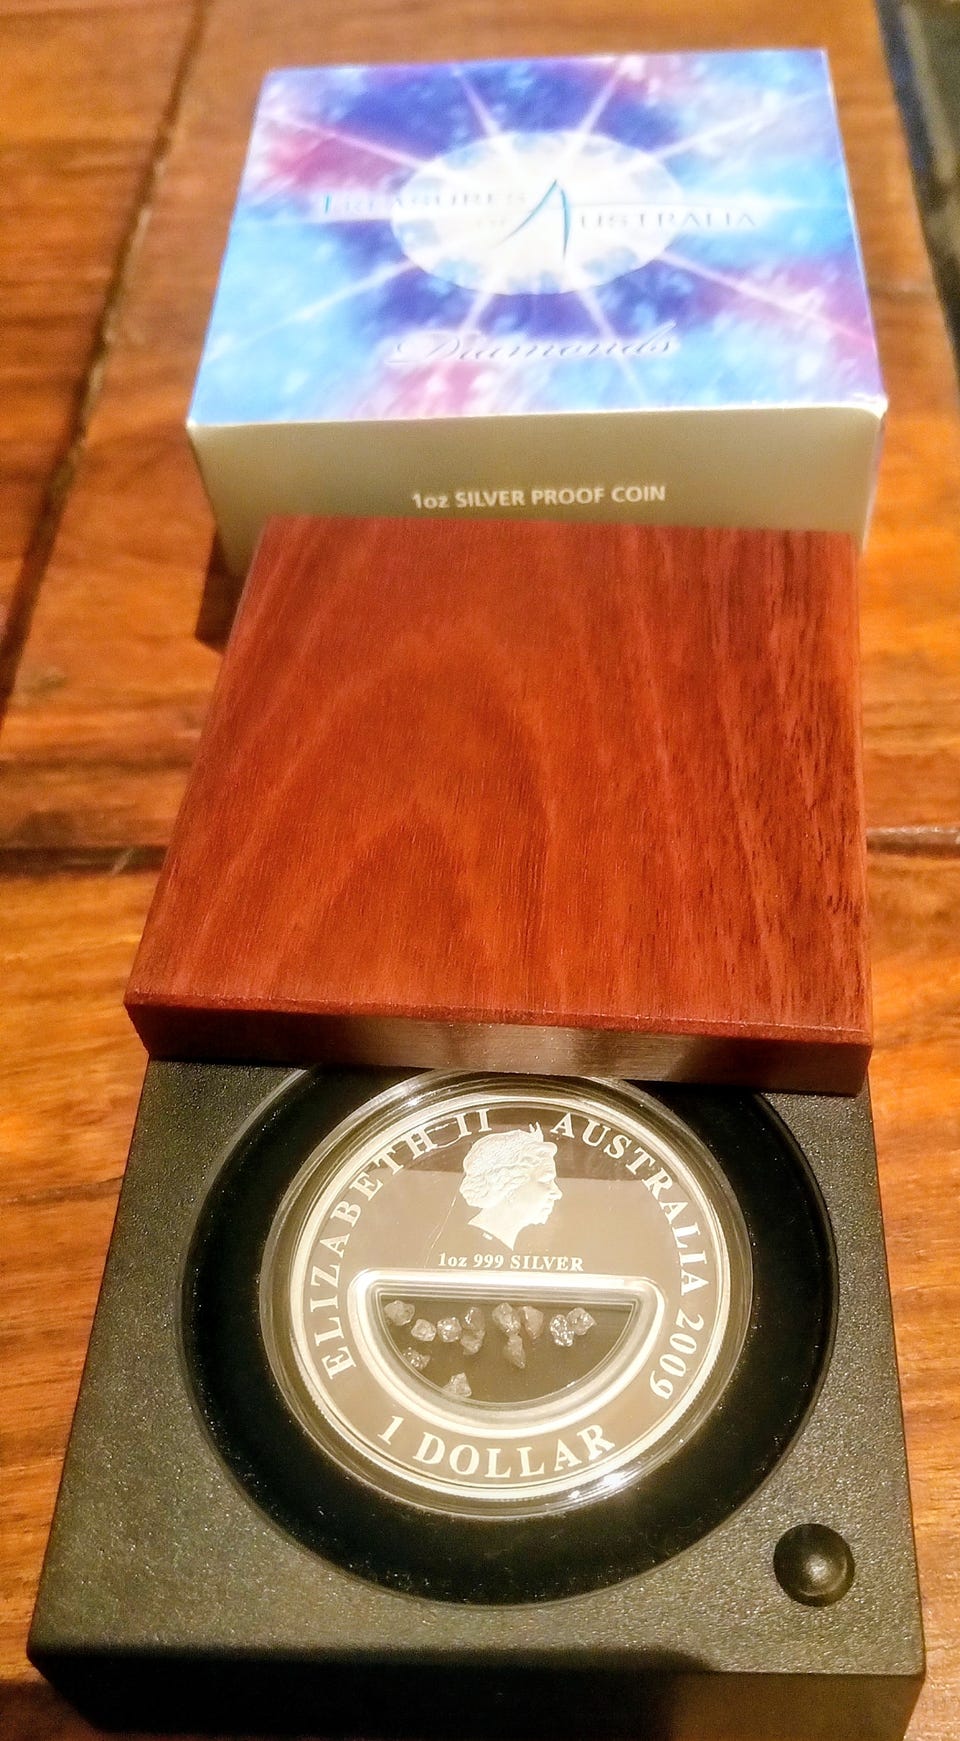 TREASURES
OF AUSTRALIA
Diamonds
1oz SILVER PROOF COIN
ELIZABETH II AUSTRALIA 2009
1oz 999 SILVER
1 DOLLAR